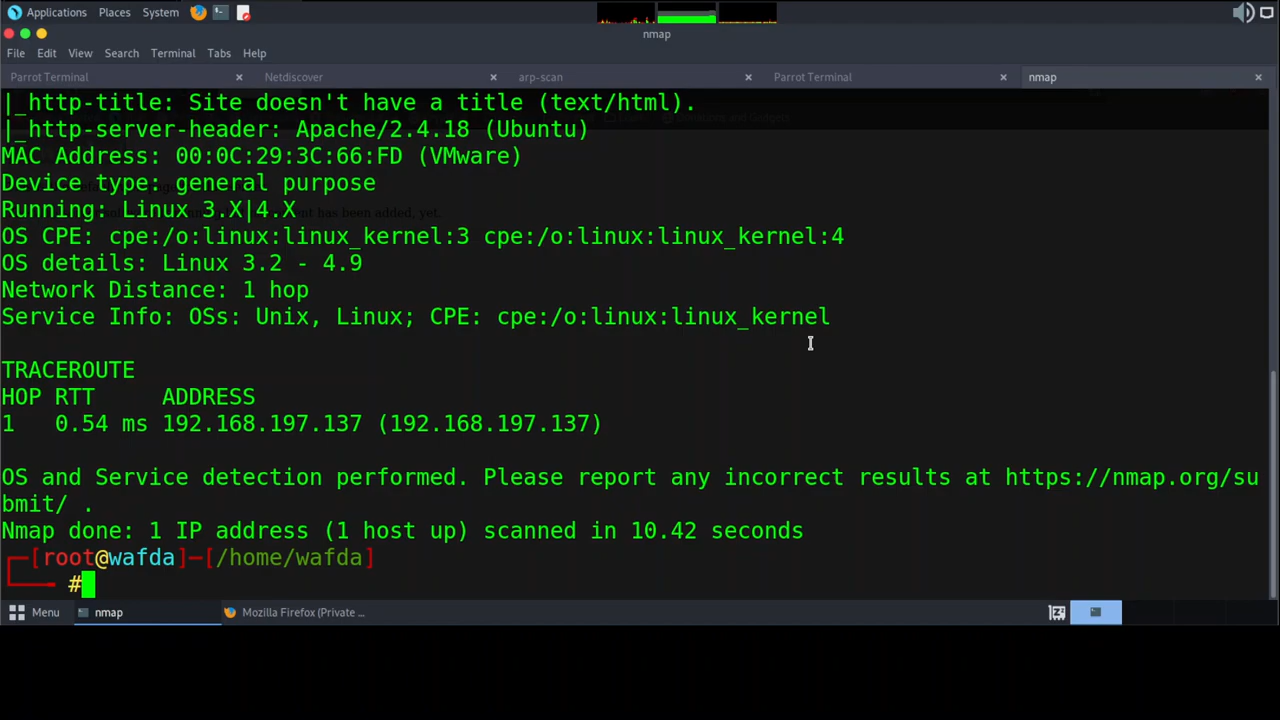 Applications Places System
nmap
File Edit View Search Terminal Tabs Help
Parrot Terminal × Netdiscover × arp-scan × Parrot Terminal × nmap ×
|_http-title: Site doesn't have a title (text/html).
|_http-server-header: Apache/2.4.18 (Ubuntu)
MAC Address: 00:0C:29:3C:66:FD (VMware)
Device type: general purpose
Running: Linux 3.X|4.X
OS CPE: cpe:/o:linux:linux_kernel:3 cpe:/o:linux:linux_kernel:4
OS details: Linux 3.2 - 4.9
Network Distance: 1 hop
Service Info: OSs: Unix, Linux; CPE: cpe:/o:linux:linux_kernel
TRACEROUTE
HOP RTT ADDRESS
1 0.54 ms 192.168.197.137 (192.168.197.137)
OS and Service detection performed. Please report any incorrect results at https://nmap.org/su
bmit/ .
Nmap done: 1 IP address (1 host up) scanned in 10.42 seconds
[root@wafda]─[/home/wafda]
#
Menu nmap Mozilla Firefox (Private ...